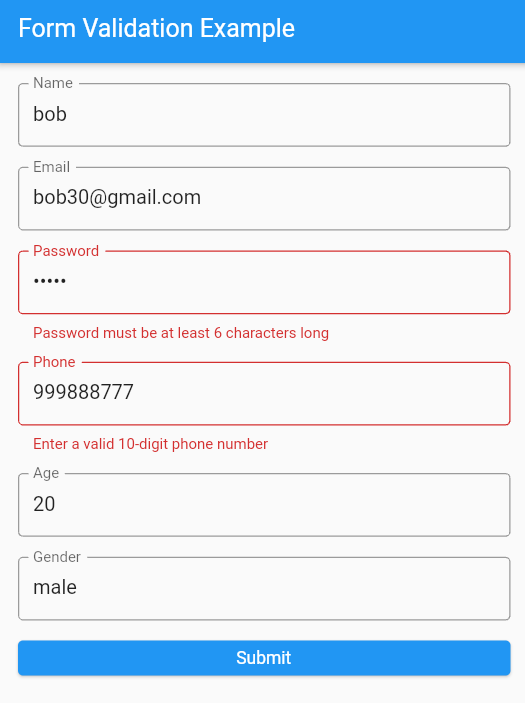 Form Validation Example
Name
bob
Email
bob30@gmail.com
Password
•••••
Password must be at least 6 characters long
Phone
999888777
Enter a valid 10-digit phone number
Age
20
Gender
male
Submit